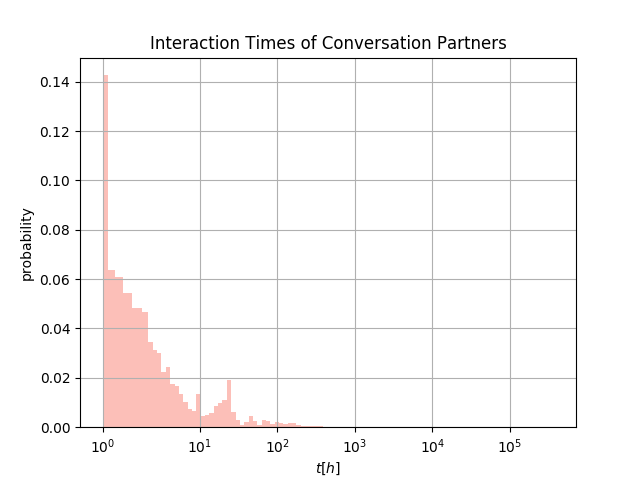 Interaction Times of Conversation Partners
0.14
0.12
0.10
0.08
0.06
0.04
0.02
0.00
probability
10⁰ 10¹ 10² 10³ 10⁴ 10⁵
t[h]